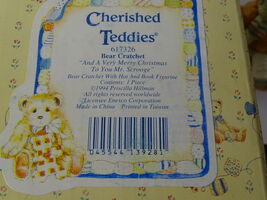 Cherished
Teddies®
617326
Bear Cratchet
"And A Very Merry Christmas
To You Mr. Scrooge"
Bear Cratchet With Hat And Book Figurine
Contents: 1 Piece
©1994 Priscilla Hillman
All rights reserved worldwide
Licensee Enesco Corporation
Made in China Printed in Taiwan
0 45544 13928 1